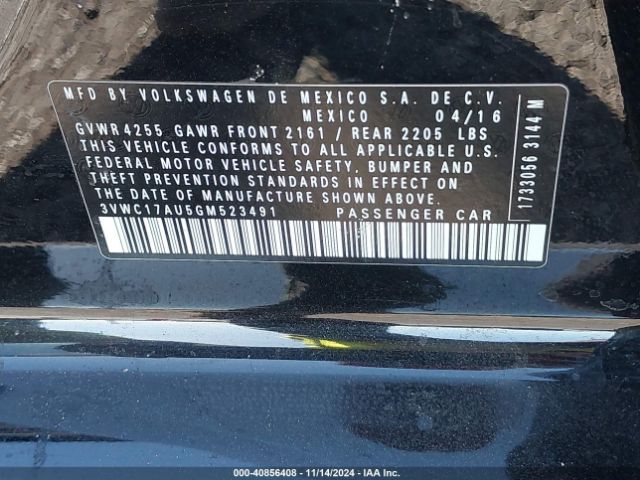 MFD BY VOLKSWAGEN DE MEXICO S.A. DE C.V.
MEXICO 04/16
GVWR 4255 GAWR FRONT 2161 / REAR 2205 LBS
THIS VEHICLE CONFORMS TO ALL APPLICABLE U.S.
FEDERAL MOTOR VEHICLE SAFETY, BUMPER AND
THEFT PREVENTION STANDARDS IN EFFECT ON
THE DATE OF MANUFACTURE SHOWN ABOVE.
3VWC17AU5GM523491 PASSENGER CAR
1733056 3144 M
000-40856408 • 11/14/2024 • IAA Inc.